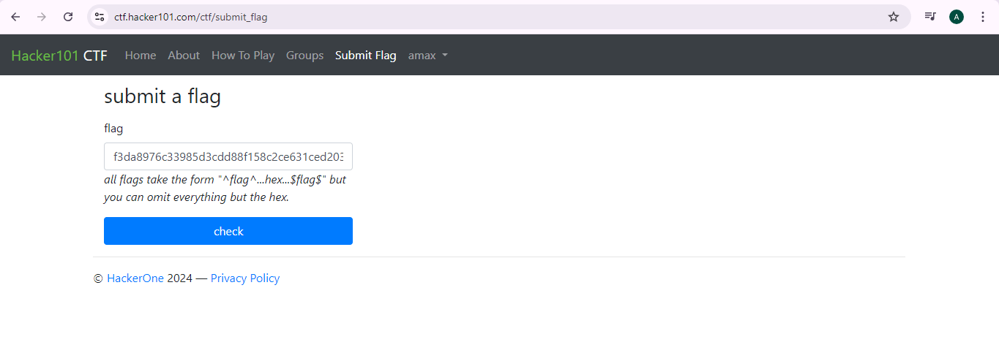 ctf.hacker101.com/ctf/submit_flag
A
Hacker101 CTF Home About How To Play Groups Submit Flag amax
submit a flag
flag
f3da8976c33985d3cdd88f158c2ce631ced203
all flags take the form "^flag^...hex...$flag$" but
you can omit everything but the hex.
check
© HackerOne 2024 — Privacy Policy